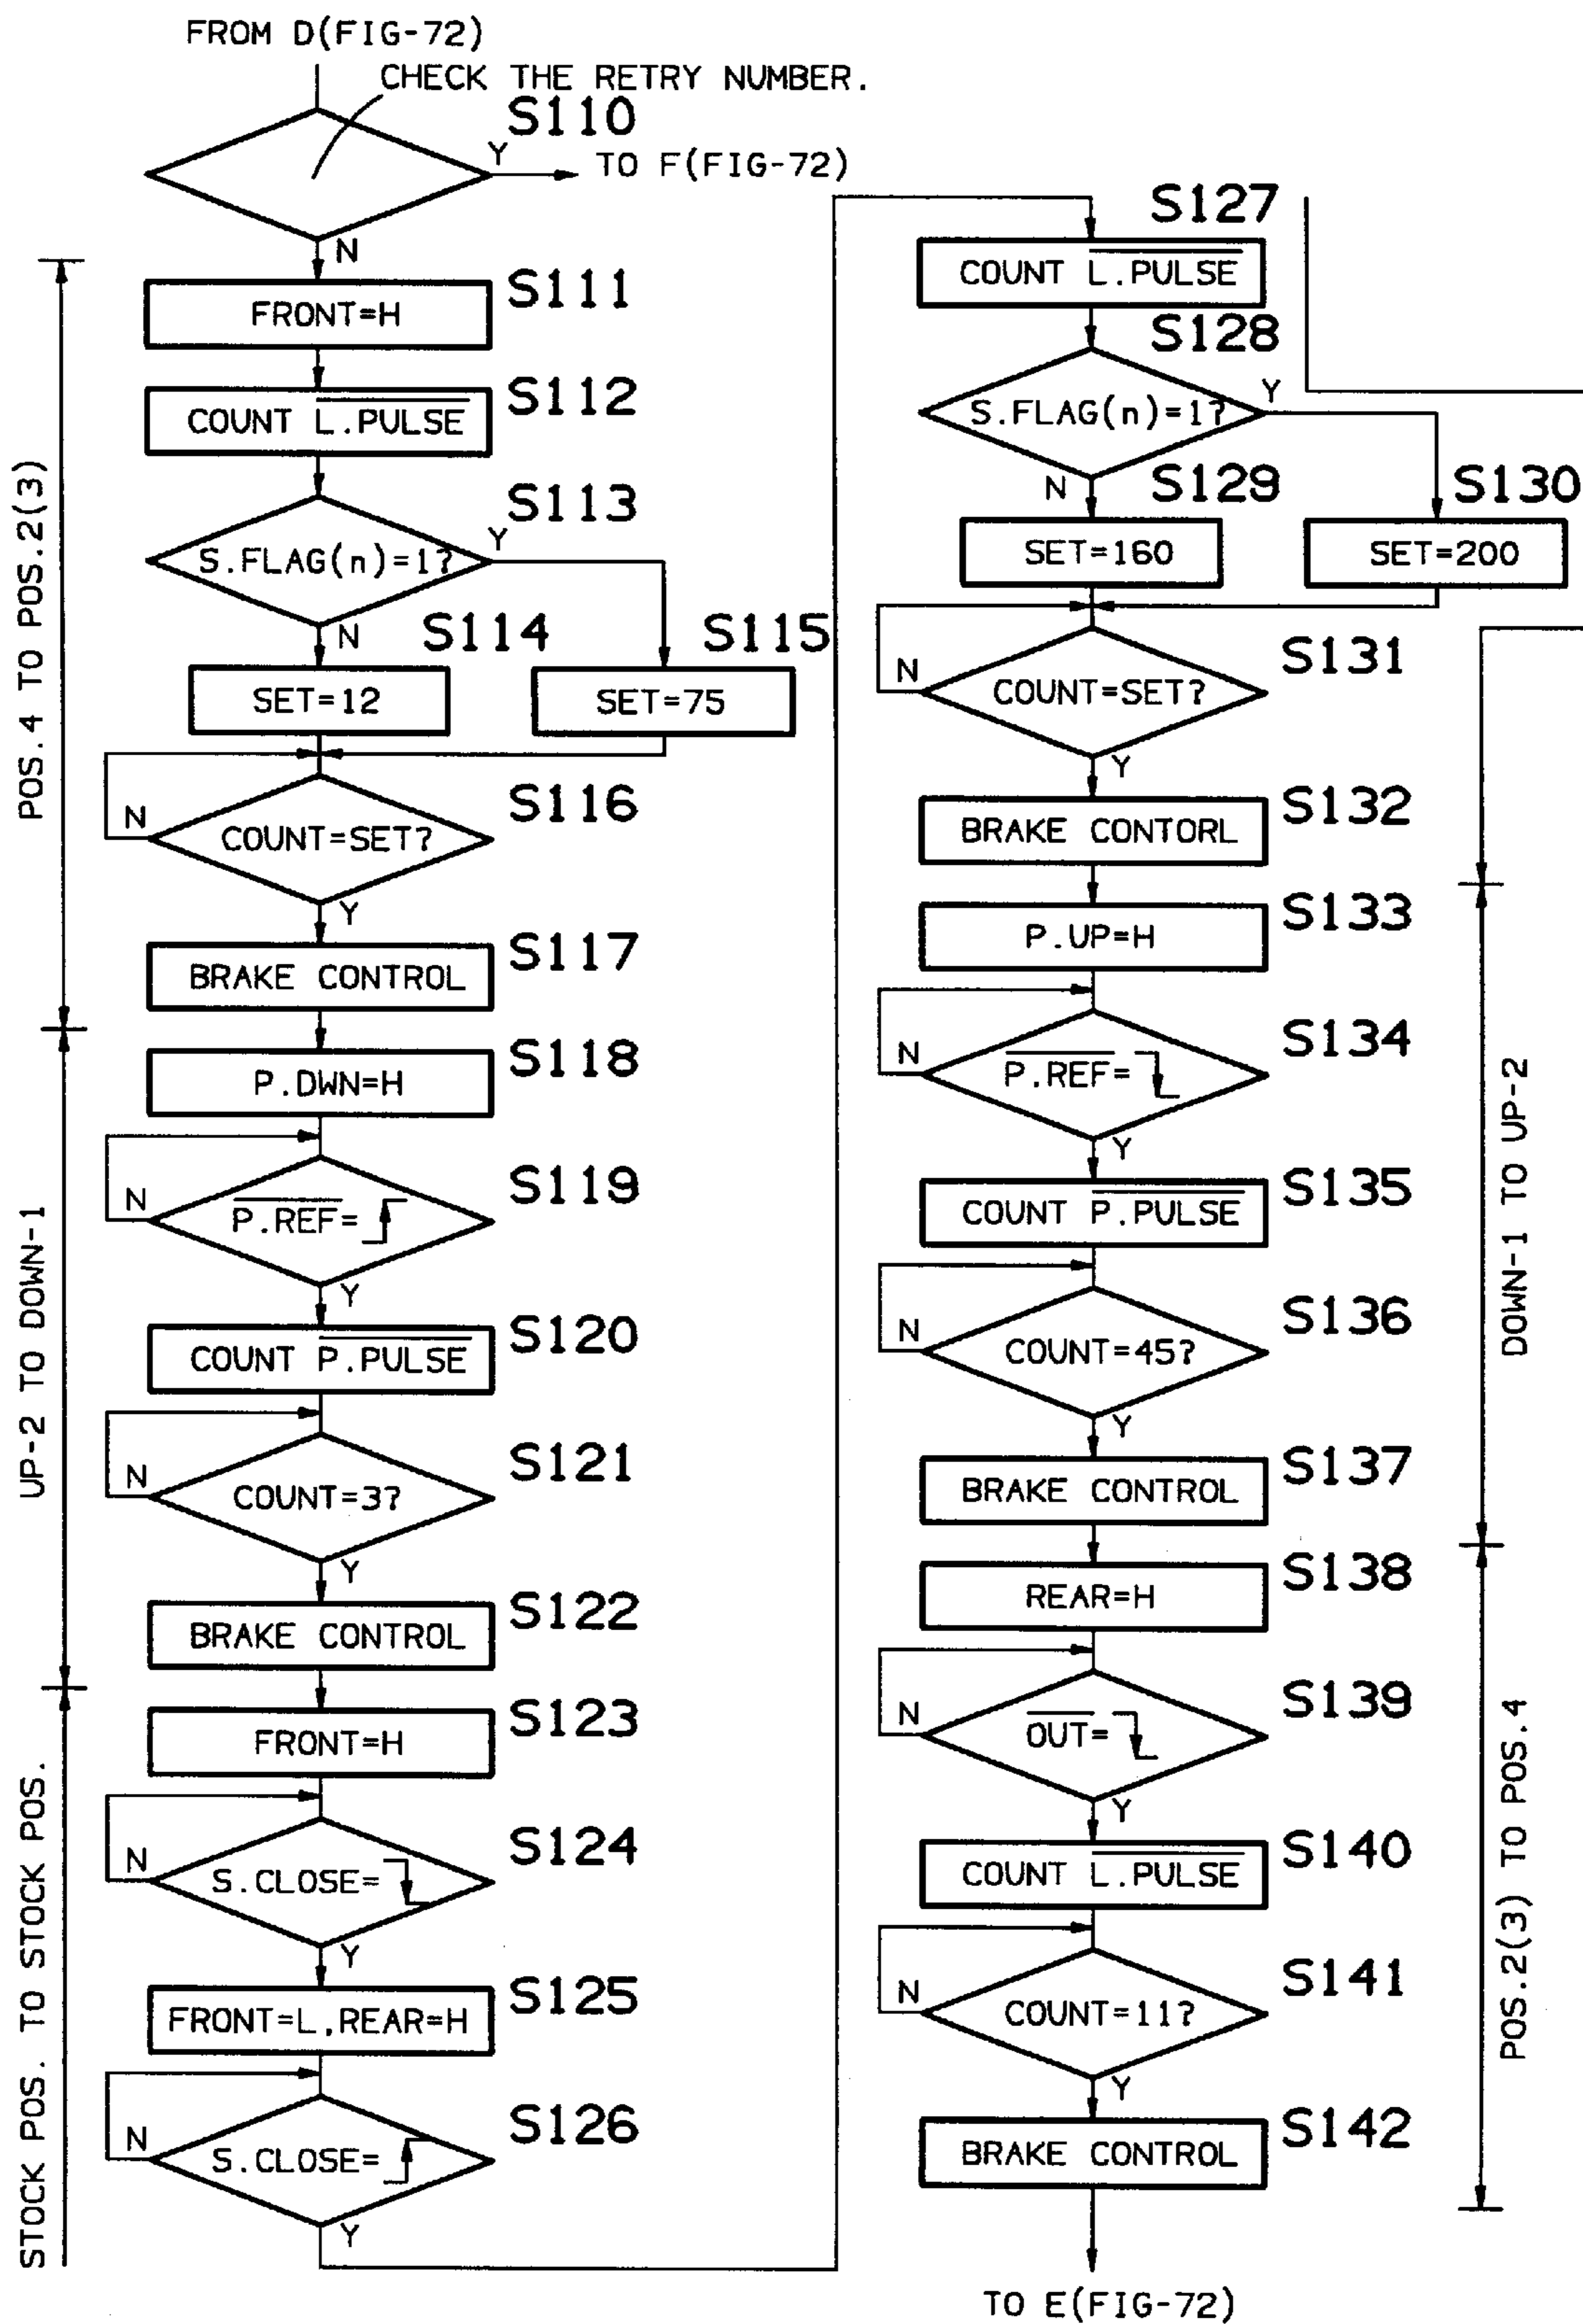 FROM D(FIG-72)
CHECK THE RETRY NUMBER.
S110
Y
TO F(FIG-72)
N
POS.4 TO POS.2(3)
S111
FRONT=H
S112
COUNT L.PULSE
S113
S.FLAG(n)=1?
Y
N
S114
SET=12
S115
SET=75
S116
COUNT=SET?
N
Y
S117
BRAKE CONTROL
UP-2 TO DOWN-1
S118
P.DWN=H
S119
P.REF=
N
Y
S120
COUNT P.PULSE
S121
COUNT=3?
N
Y
S122
BRAKE CONTROL
STOCK POS. TO STOCK POS.
S123
FRONT=H
S124
S.CLOSE=
N
Y
S125
FRONT=L,REAR=H
S126
S.CLOSE=
N
Y
S127
COUNT L.PULSE
S128
S.FLAG(n)=1?
Y
N
S129
SET=160
S130
SET=200
S131
COUNT=SET?
N
Y
S132
BRAKE CONTORL
DOWN-1 TO UP-2
S133
P.UP=H
S134
P.REF=
N
Y
S135
COUNT P.PULSE
S136
COUNT=45?
N
Y
S137
BRAKE CONTROL
POS.2(3) TO POS.4
S138
REAR=H
S139
OUT=
N
Y
S140
COUNT L.PULSE
S141
COUNT=11?
N
Y
S142
BRAKE CONTROL
TO E(FIG-72)